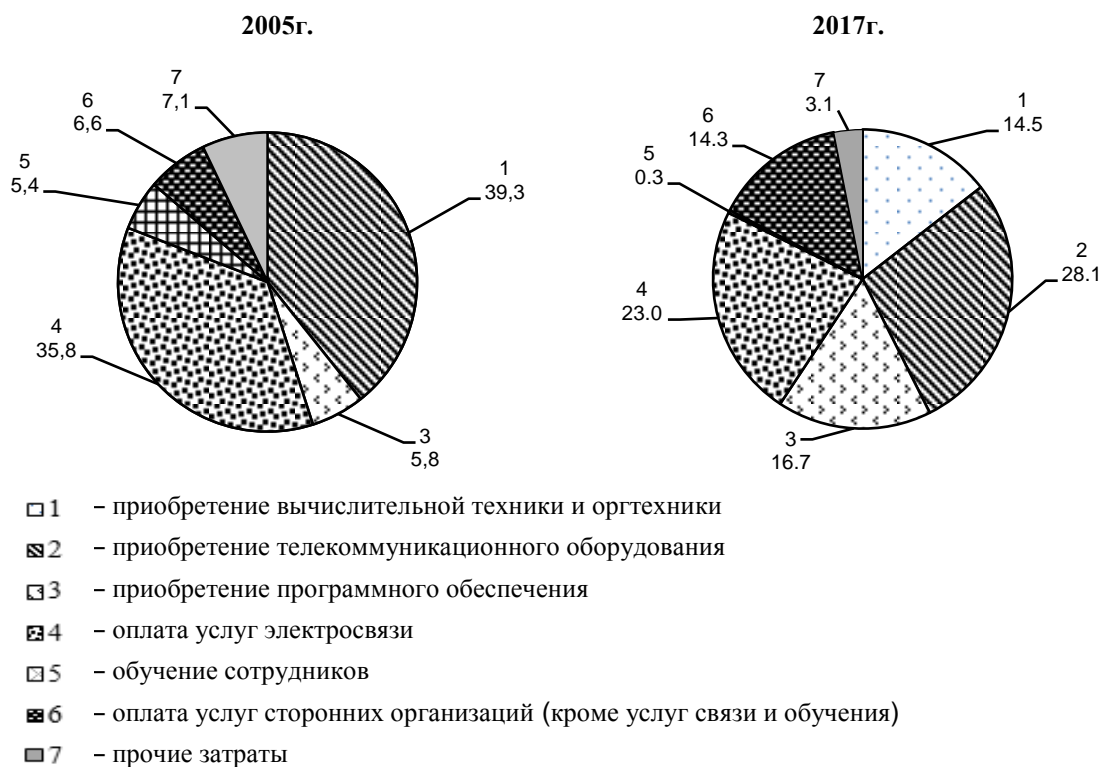 2005г.
7
7,1
6
6,6
5
5,4
1
39,3
4
35,8
3
5,8
2017г.
7
3.1
1
14.5
6
14.3
5
0.3
2
28.1
4
23.0
3
16.7
1 – приобретение вычислительной техники и оргтехники
2 – приобретение телекоммуникационного оборудования
3 – приобретение программного обеспечения
4 – оплата услуг электросвязи
5 – обучение сотрудников
6 – оплата услуг сторонних организаций (кроме услуг связи и обучения)
7 – прочие затраты